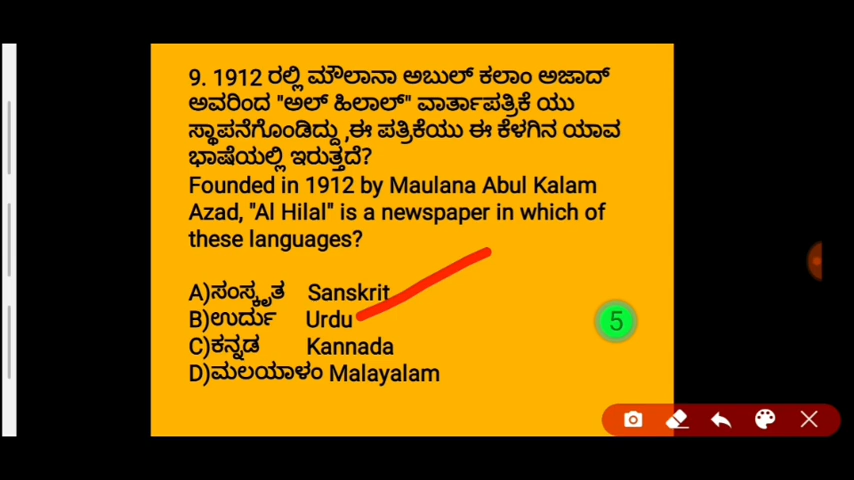 9. 1912 ರಲ್ಲಿ ಮೌಲಾನಾ ಅಬುಲ್ ಕಲಾಂ ಅಜಾದ್
ಅವರಿಂದ "ಅಲ್ ಹಿಲಾಲ್" ವಾರ್ತಾಪತ್ರಿಕೆ ಯು
ಸ್ಥಾಪನೆಗೊಂಡಿದ್ದು ,ಈ ಪತ್ರಿಕೆಯು ಈ ಕೆಳಗಿನ ಯಾವ
ಭಾಷೆಯಲ್ಲಿ ಇರುತ್ತದೆ?
Founded in 1912 by Maulana Abul Kalam
Azad, "Al Hilal" is a newspaper in which of
these languages?
A)ಸಂಸ್ಕೃತ Sanskrit
B)ಉರ್ದು Urdu
C)ಕನ್ನಡ Kannada
D)ಮಲಯಾಳಂ Malayalam
5